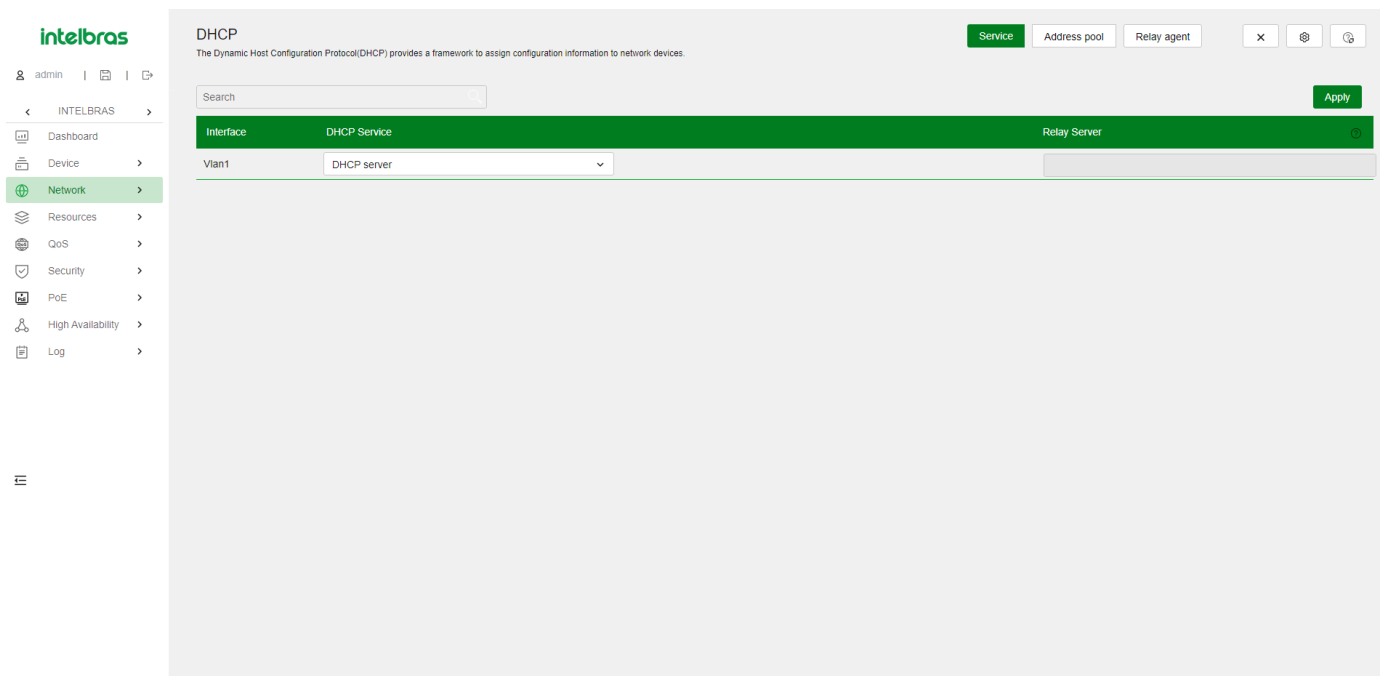 intelbras
admin | |
INTELBRAS
Dashboard
Device
Network
Resources
QoS
Security
PoE
High Availability
Log
DHCP
The Dynamic Host Configuration Protocol(DHCP) provides a framework to assign configuration information to network devices.
Service Address pool Relay agent
Search
Apply
Interface DHCP Service Relay Server
Vlan1 DHCP server